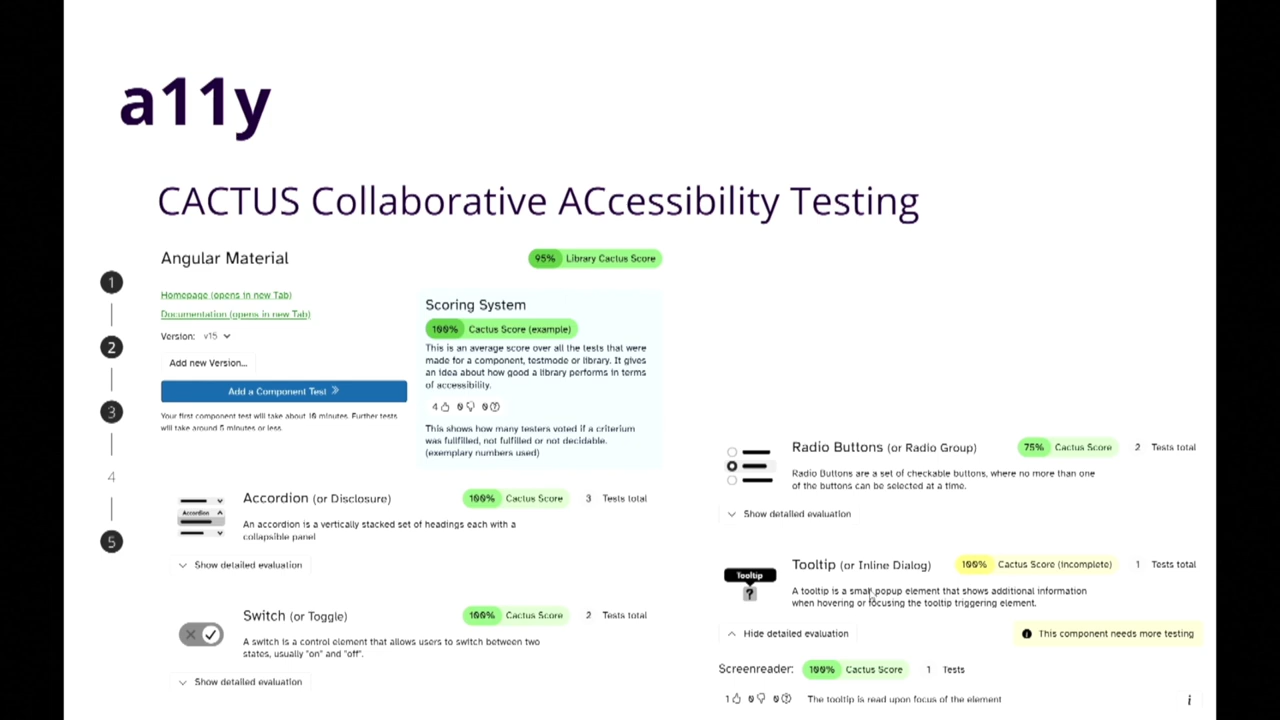 a11y
CACTUS Collaborative ACcessibility Testing
1
2
3
4
5
Angular Material
95% Library Cactus Score
Homepage (opens in new Tab)
Documentation (opens in new Tab)
Version: v15
Add new Version...
Add a Component Test
Your first component test will take about 10 minutes. Further tests
will take around 5 minutes or less.
Scoring System
100% Cactus Score (example)
This is an average score over all the tests that were
made for a component, testmode or library. It gives
an idea about how good a library performs in terms
of accessibility.
4 0 0
This shows how many testers voted if a criterium
was fullfilled, not fulfilled or not decidable.
(exemplary numbers used)
Accordion
Accordion (or Disclosure)
100% Cactus Score 3 Tests total
An accordion is a vertically stacked set of headings each with a
collapsible panel
Show detailed evaluation
Switch (or Toggle)
100% Cactus Score 2 Tests total
A switch is a control element that allows users to switch between two
states, usually "on" and "off".
Show detailed evaluation
Radio Buttons (or Radio Group)
75% Cactus Score 2 Tests total
Radio Buttons are a set of checkable buttons, where no more than one
of the buttons can be selected at a time.
Show detailed evaluation
Tooltip
?
Tooltip (or Inline Dialog)
100% Cactus Score (incomplete) 1 Tests total
A tooltip is a small popup element that shows additional information
when hovering or focusing the tooltip triggering element.
Hide detailed evaluation
This component needs more testing
Screenreader: 100% Cactus Score 1 Tests
1 0 0 The tooltip is read upon focus of the element
i